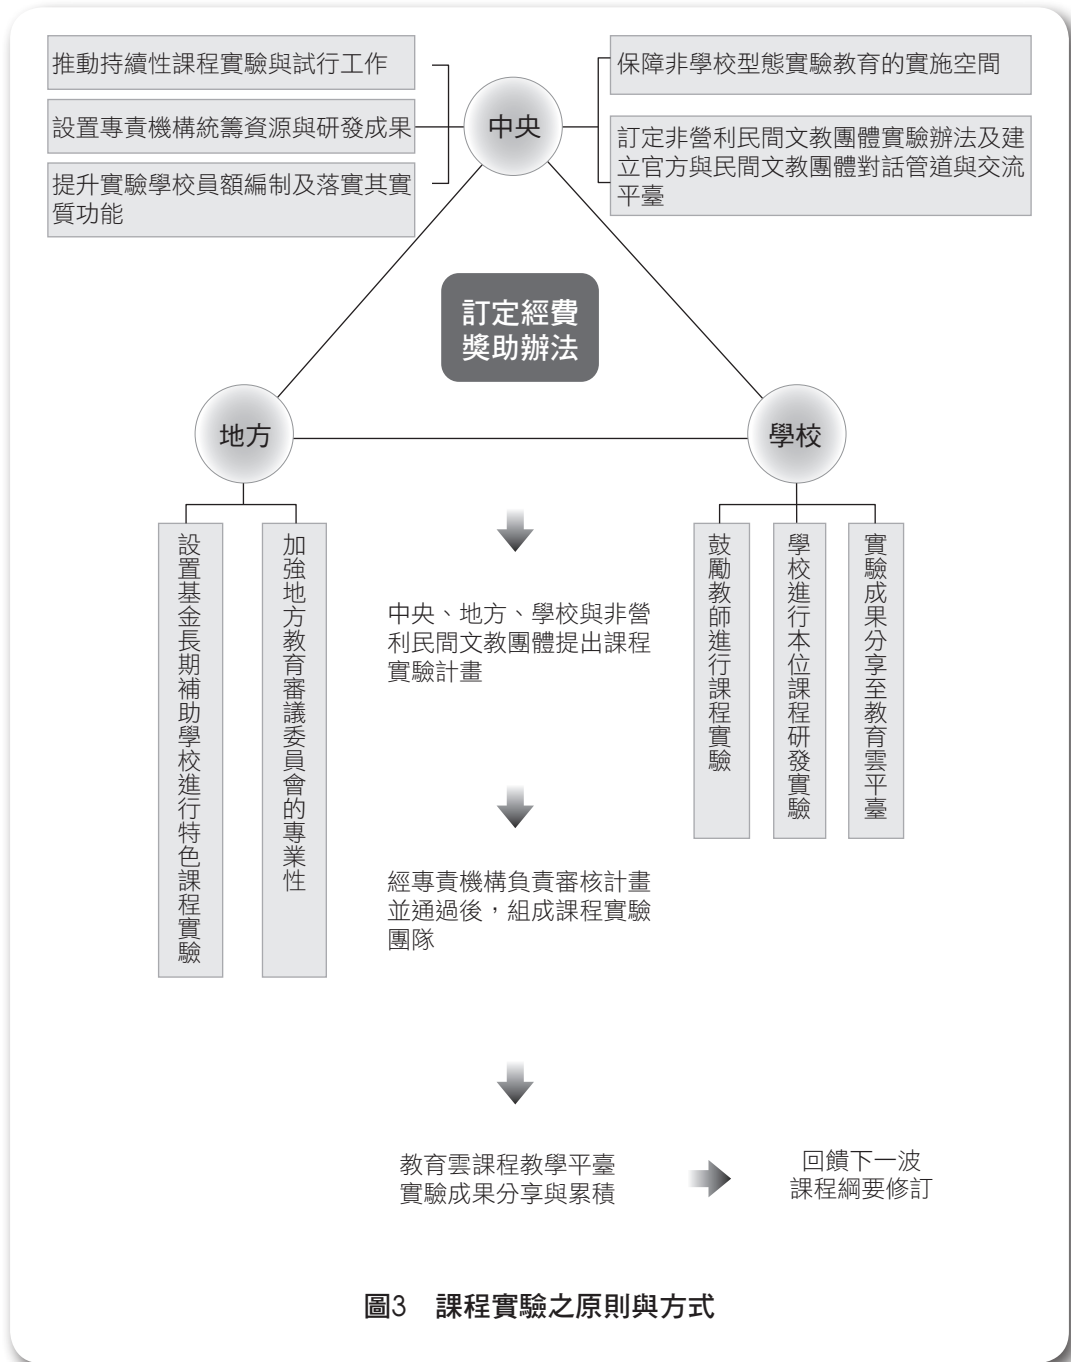 推動持續性課程實驗與試行工作
設置專責機構統籌資源與研發成果
提升實驗學校員額編制及落實其實
質功能
中央
保障非學校型態實驗教育的實施空間
訂定非營利民間文教團體實驗辦法及建
立官方與民間文教團體對話管道與交流
平臺
訂定經費
獎助辦法
地方
學校
設置基金長期補助學校進行特色課程實驗
加強地方教育審議委員會的專業性
鼓勵教師進行課程實驗
學校進行本位課程研發實驗
實驗成果分享至教育雲平臺
中央、地方、學校與非營
利民間文教團體提出課程
實驗計畫
經專責機構負責審核計畫
並通過後，組成課程實驗
團隊
教育雲課程教學平臺
實驗成果分享與累積
回饋下一波
課程綱要修訂
圖3　課程實驗之原則與方式